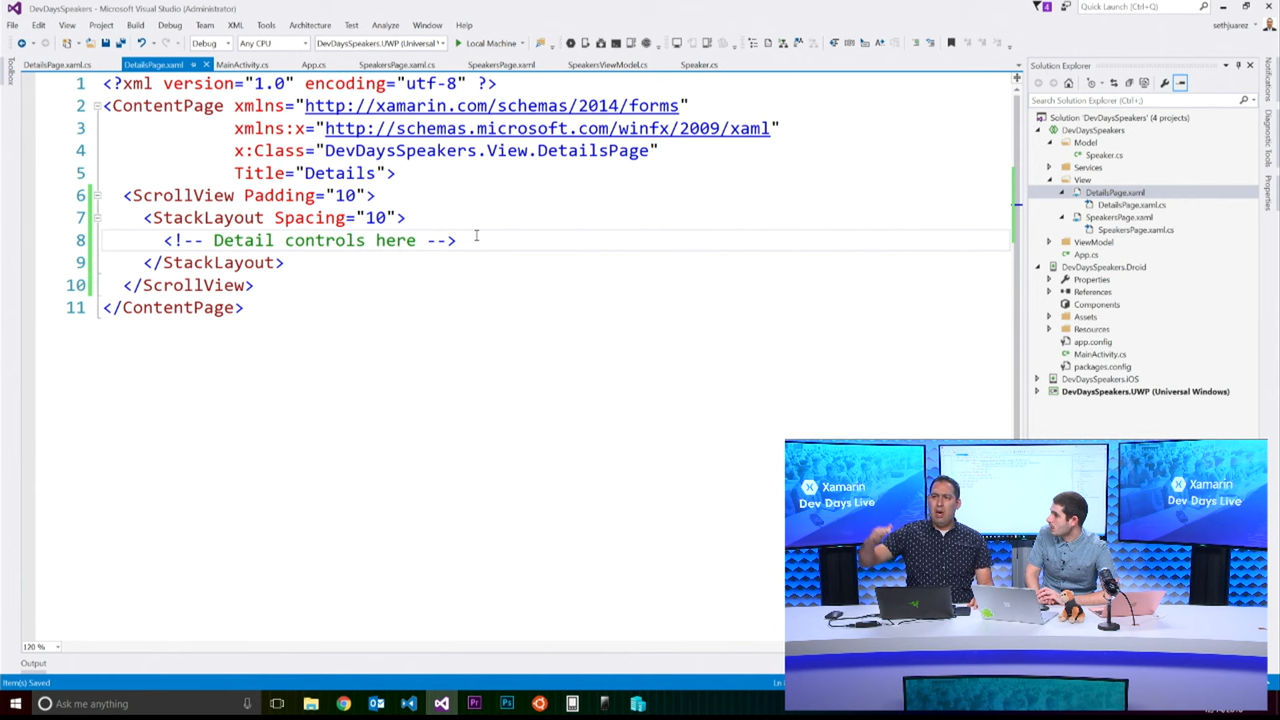 DevDaysSpeakers - Microsoft Visual Studio (Administrator)
4
Quick Launch (Ctrl+;)
File Edit View Project Build Debug Team XML Tools Architecture Test Analyze Window Help
sethjuarez
Debug Any CPU DevDaysSpeakers.UWP (Universal W Local Machine
DetailsPage.xaml.cs DetailsPage.xaml MainActivity.cs App.cs SpeakersPage.xaml.cs SpeakersPage.xaml SpeakersViewModel.cs Speaker.cs
Toolbox
1 <?xml version="1.0" encoding="utf-8" ?>
2 <ContentPage xmlns="http://xamarin.com/schemas/2014/forms"
3 xmlns:x="http://schemas.microsoft.com/winfx/2009/xaml"
4 x:Class="DevDaysSpeakers.View.DetailsPage"
5 Title="Details">
6 <ScrollView Padding="10">
7 <StackLayout Spacing="10">
8 <!-- Detail controls here -->
9 </StackLayout>
10 </ScrollView>
11 </ContentPage>
Solution Explorer
Search Solution Explorer (Ctrl+;)
Solution 'DevDaysSpeakers' (4 projects)
DevDaysSpeakers
Model
Speaker.cs
Services
View
DetailsPage.xaml
DetailsPage.xaml.cs
SpeakersPage.xaml
SpeakersPage.xaml.cs
ViewModel
App.cs
DevDaysSpeakers.Droid
Properties
References
Components
Assets
Resources
app.config
MainActivity.cs
packages.config
DevDaysSpeakers.iOS
DevDaysSpeakers.UWP (Universal Windows)
Notifications
Diagnostic Tools
Properties
Xamarin
Dev Days Live
Xamarin
Dev Days Live
120 %
Output
Item(s) Saved
Ln
Ask me anything